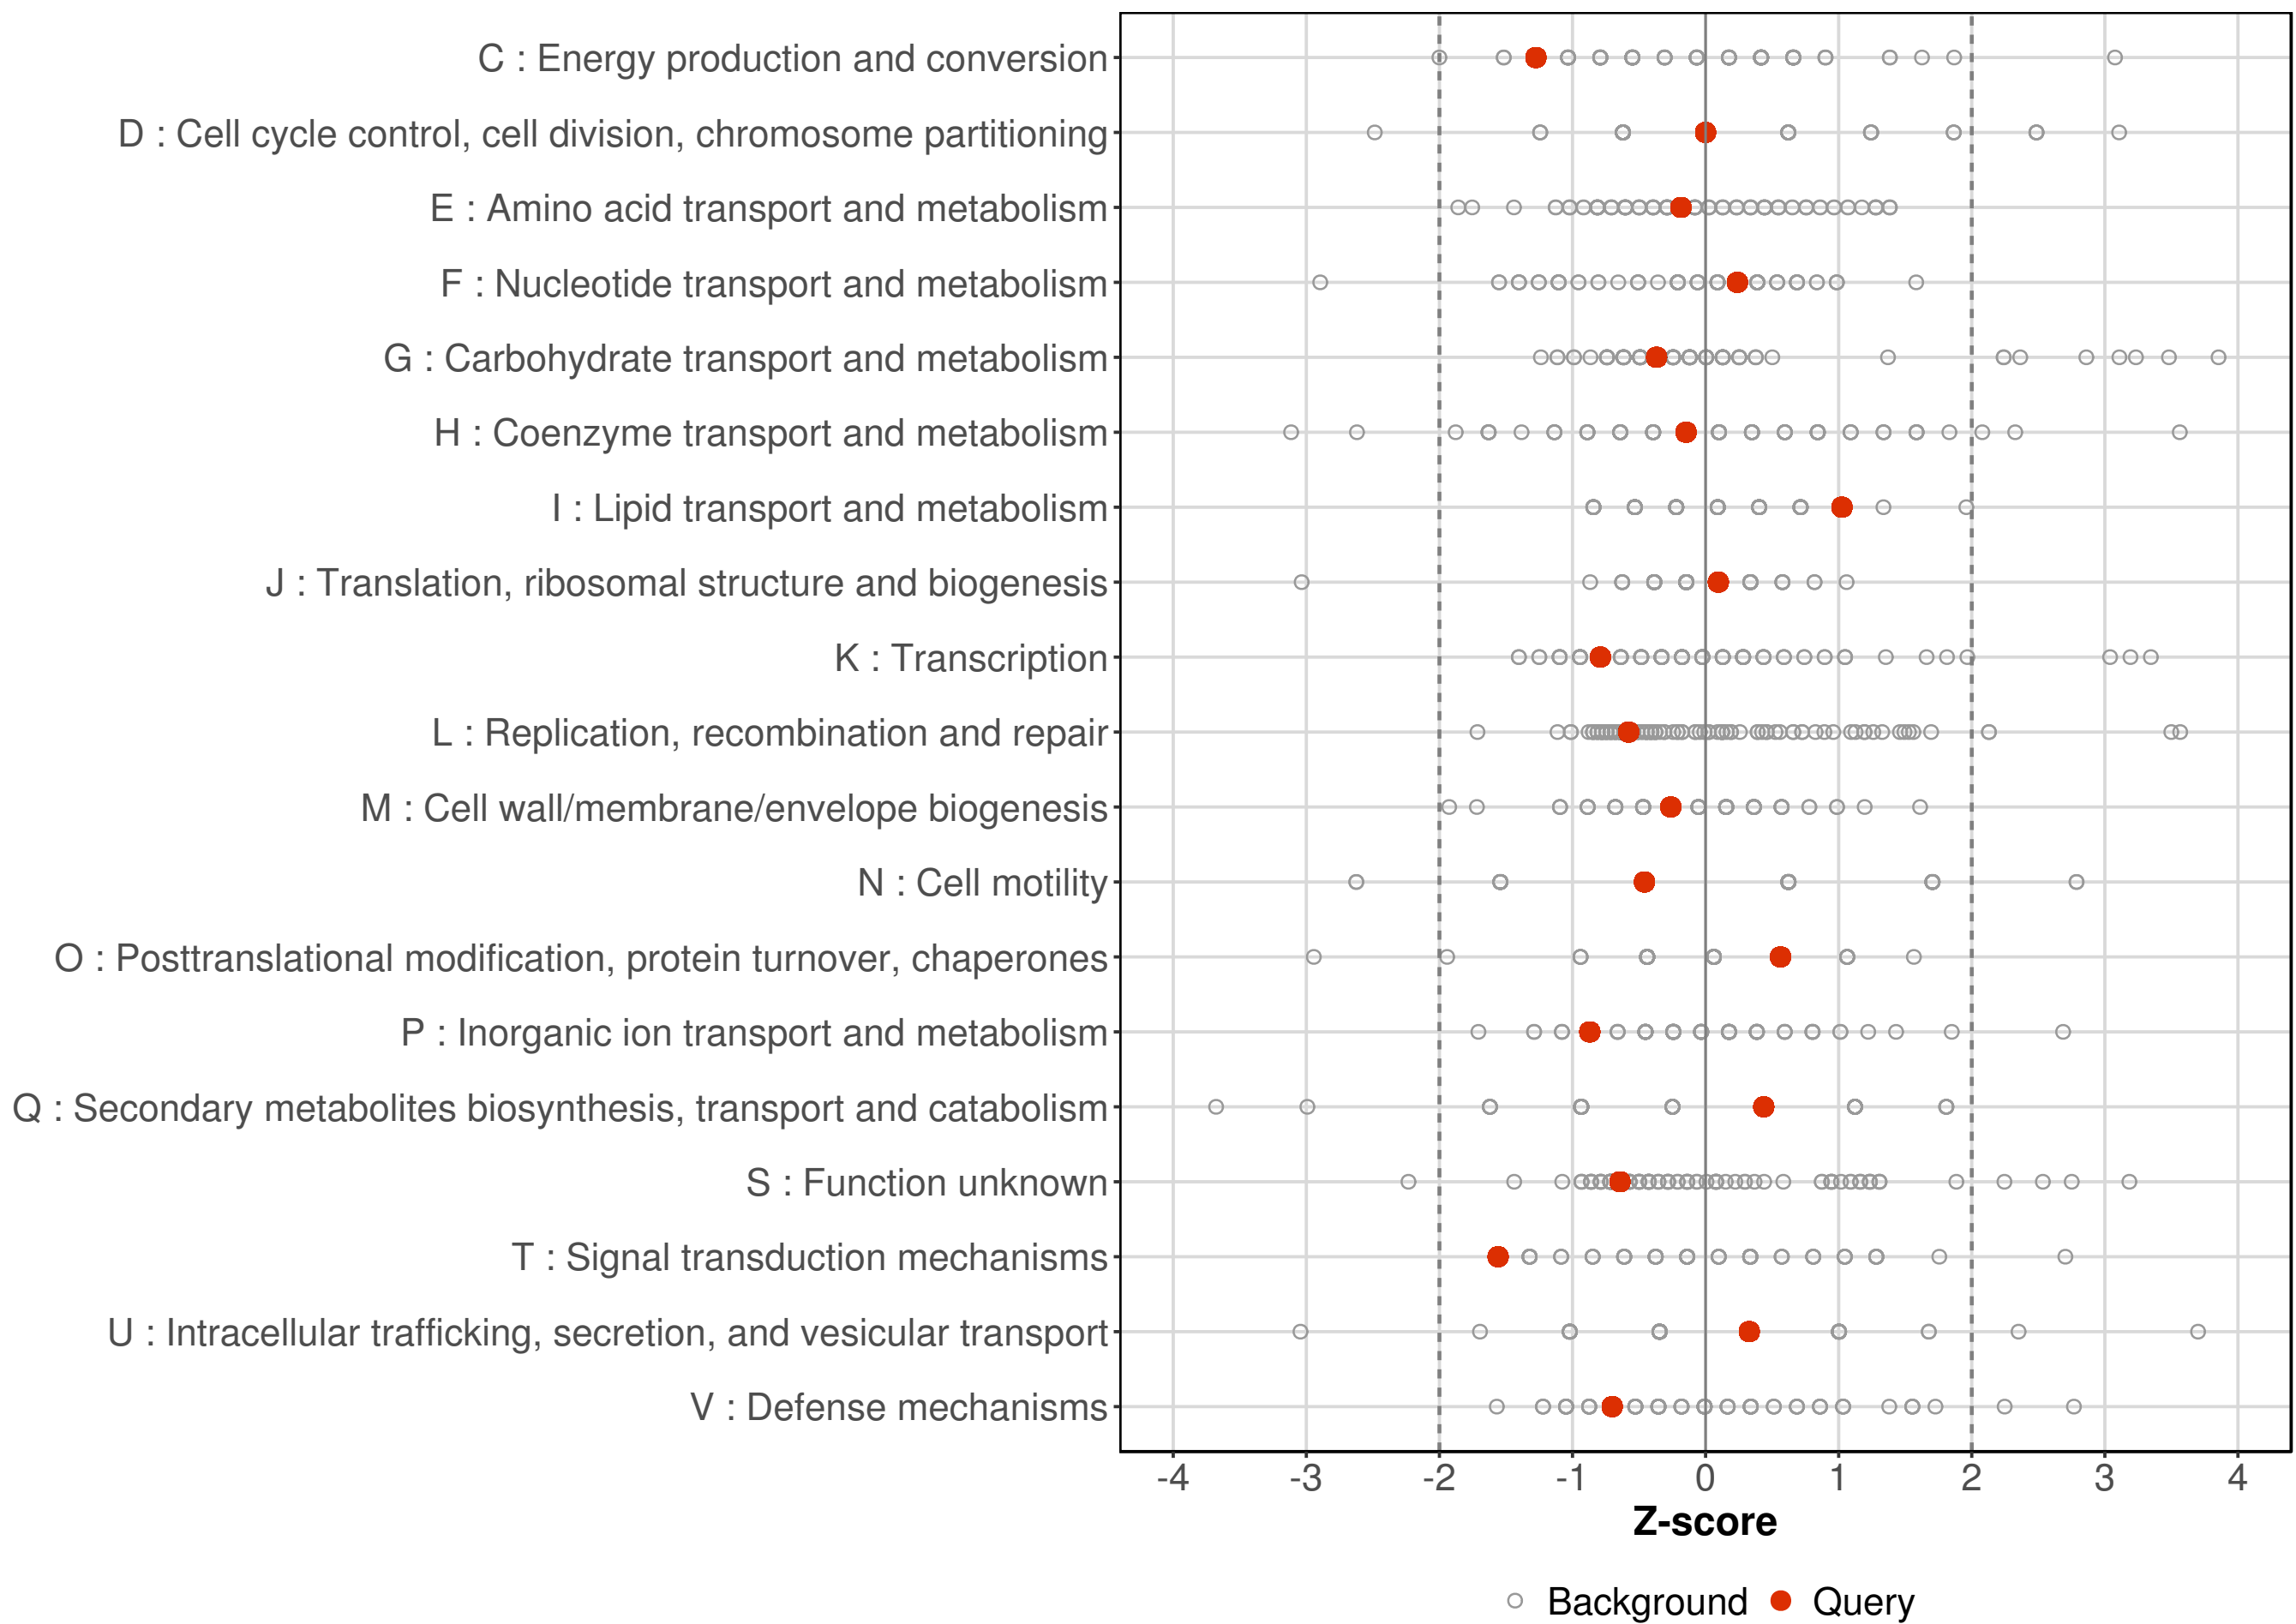 C : Energy production and conversion
D : Cell cycle control, cell division, chromosome partitioning
E : Amino acid transport and metabolism
F : Nucleotide transport and metabolism
G : Carbohydrate transport and metabolism
H : Coenzyme transport and metabolism
I : Lipid transport and metabolism
J : Translation, ribosomal structure and biogenesis
K : Transcription
L : Replication, recombination and repair
M : Cell wall/membrane/envelope biogenesis
N : Cell motility
O : Posttranslational modification, protein turnover, chaperones
P : Inorganic ion transport and metabolism
Q : Secondary metabolites biosynthesis, transport and catabolism
S : Function unknown
T : Signal transduction mechanisms
U : Intracellular trafficking, secretion, and vesicular transport
V : Defense mechanisms
-4 -3 -2 -1 0 1 2 3 4
Z-score
Background Query